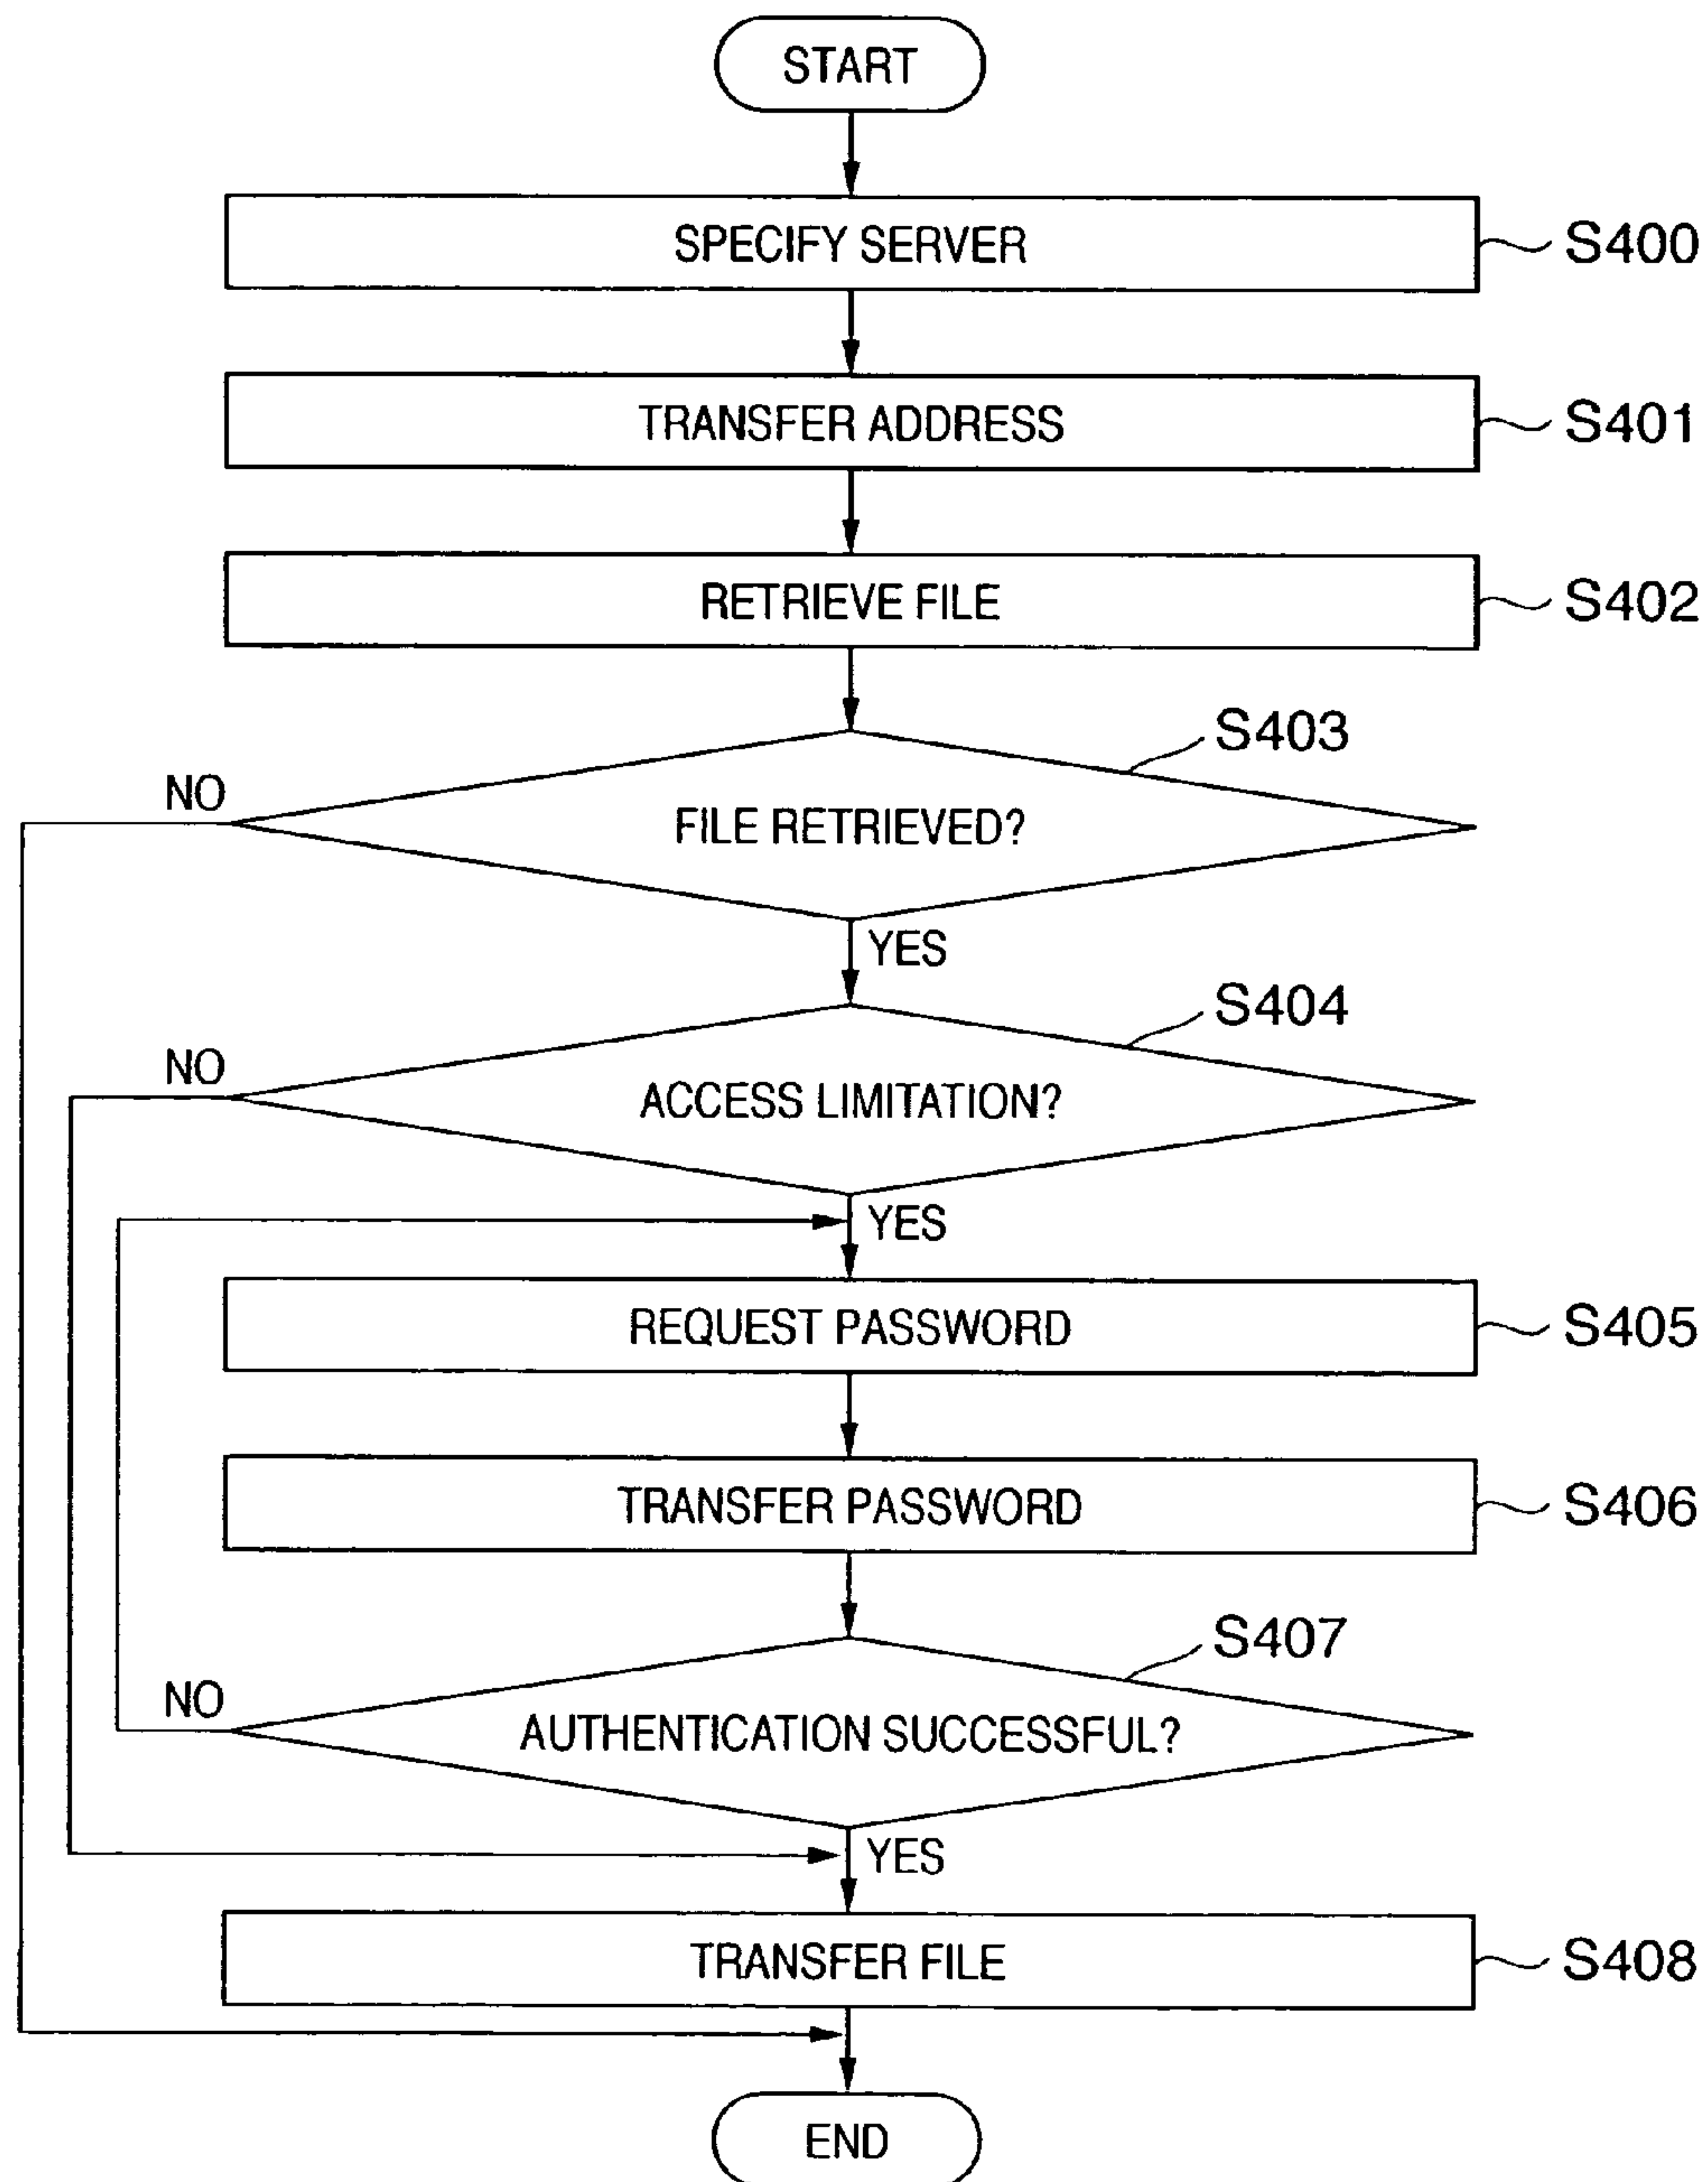 START
SPECIFY SERVER
S400
TRANSFER ADDRESS
S401
RETRIEVE FILE
S402
S403
NO
FILE RETRIEVED?
YES
S404
NO
ACCESS LIMITATION?
YES
REQUEST PASSWORD
S405
TRANSFER PASSWORD
S406
S407
NO
AUTHENTICATION SUCCESSFUL?
YES
TRANSFER FILE
S408
END